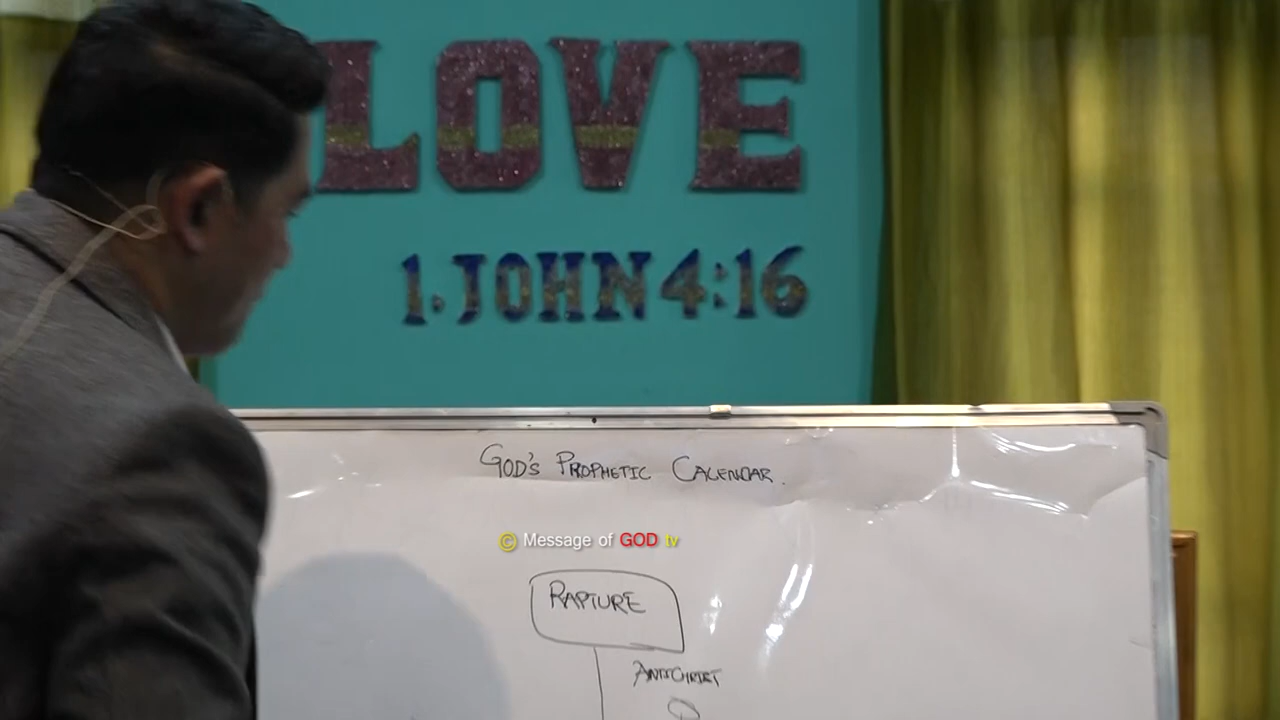 LOVE
1.JOHN 4:16
GOD'S PROPHETIC CALENDAR.
© Message of GOD tv
RAPTURE
ANTICHRIST